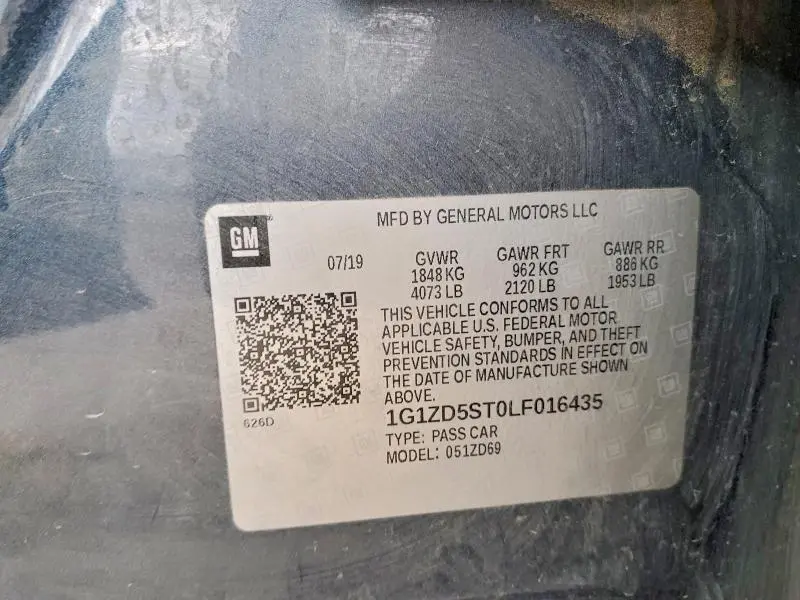 MFD BY GENERAL MOTORS LLC
GM
07/19
GVWR GAWR FRT GAWR RR
1848 KG 962 KG 886 KG
4073 LB 2120 LB 1953 LB
THIS VEHICLE CONFORMS TO ALL
APPLICABLE U.S. FEDERAL MOTOR
VEHICLE SAFETY, BUMPER, AND THEFT
PREVENTION STANDARDS IN EFFECT ON
THE DATE OF MANUFACTURE SHOWN
ABOVE.
626D
1G1ZD5ST0LF016435
TYPE: PASS CAR
MODEL: 051ZD69